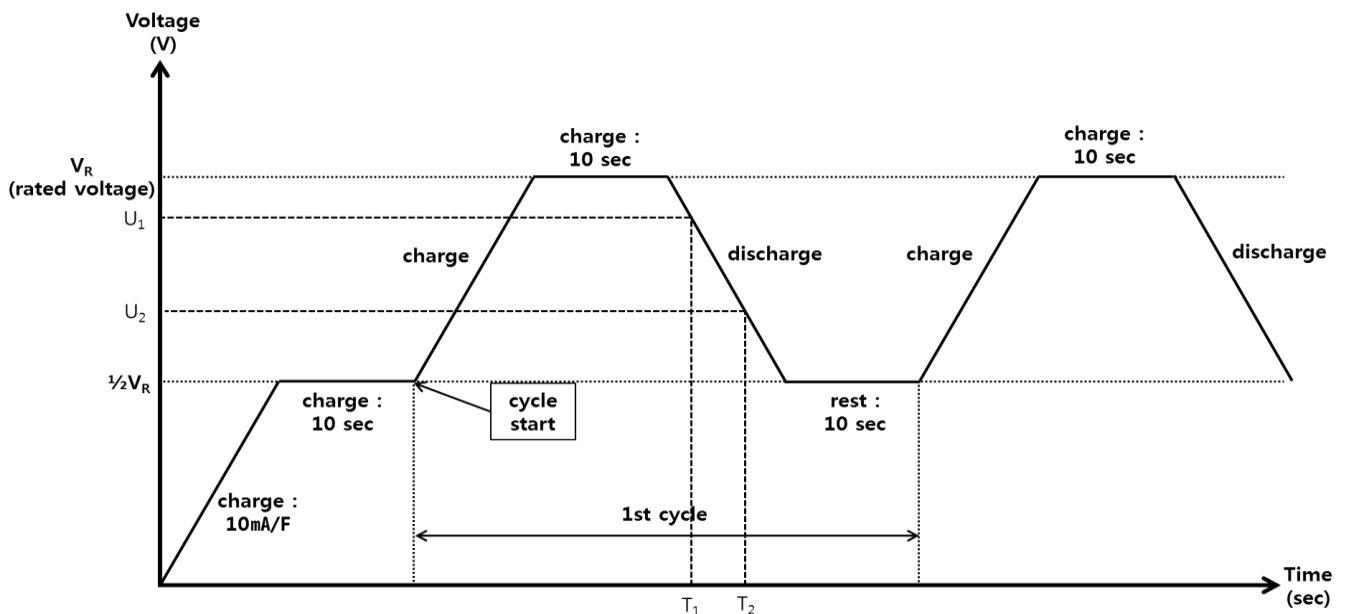 Voltage
(V)
charge :
10 sec
charge :
10 sec
V_R
(rated voltage)
U₁
charge
discharge
charge
discharge
U₂
½V_R
charge :
10 sec
cycle
start
rest :
10 sec
charge :
10mA/F
1st cycle
Time
(sec)
T₁
T₂